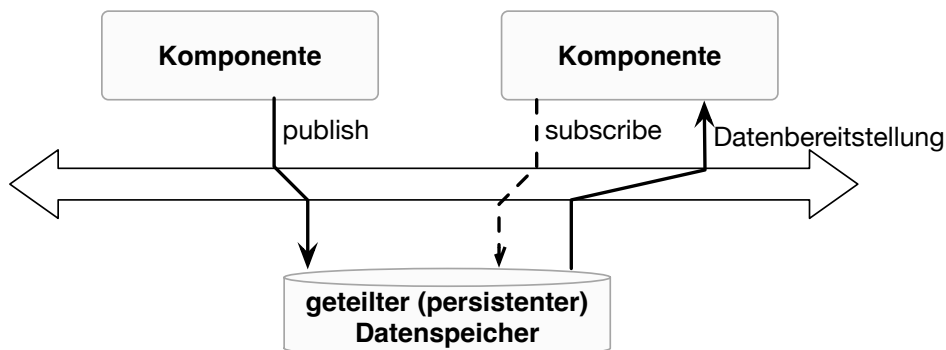 Komponente
Komponente
publish
subscribe
Datenbereitstellung
geteilter (persistenter)
Datenspeicher